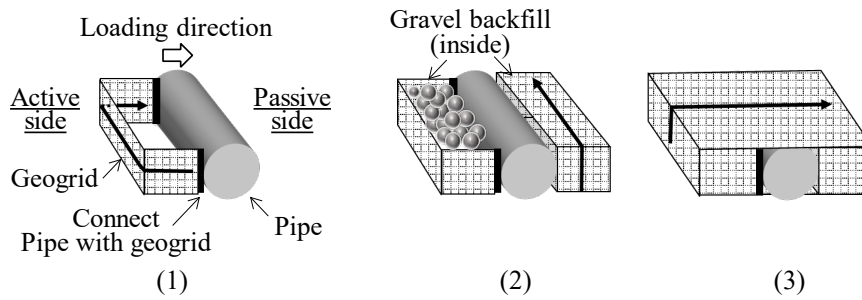 Loading direction
Active
side
Passive
side
Geogrid
Connect
Pipe with geogrid
Pipe
(1)
Gravel backfill
(inside)
(2)
(3)